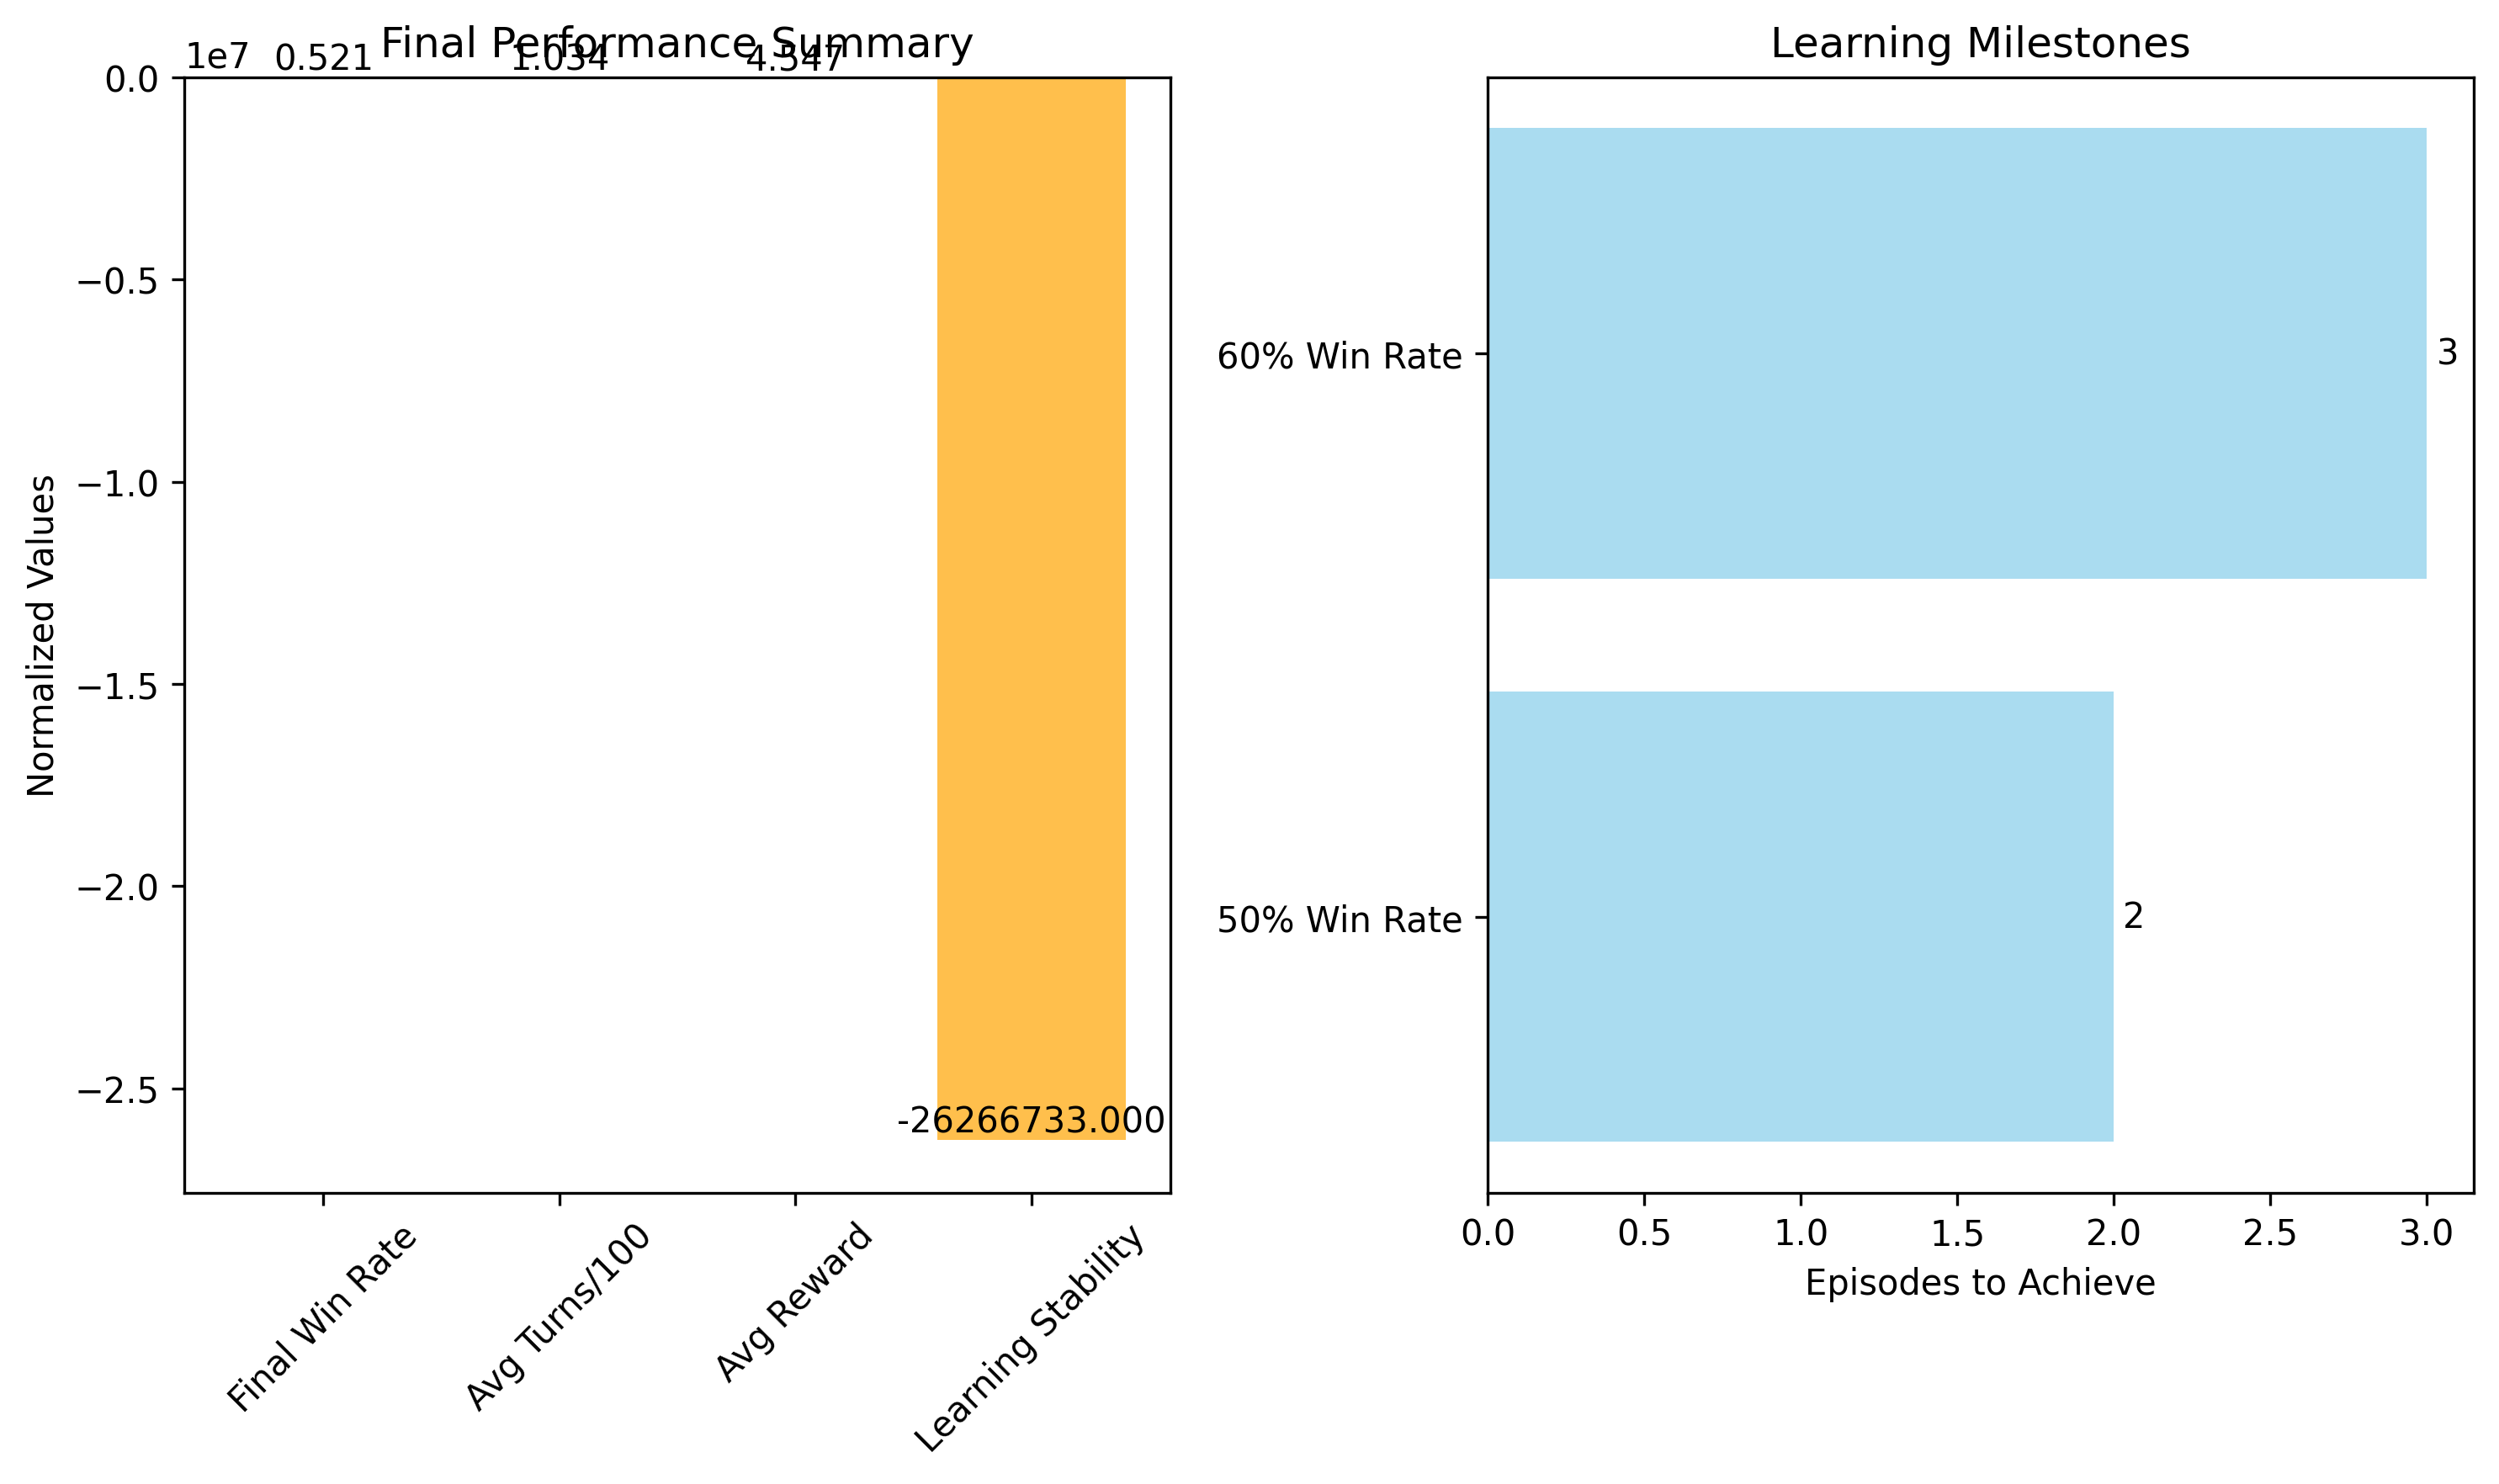 Final Performance Summary
1e7
0.521
1.034
4.547
0.0
−0.5
−1.0
−1.5
−2.0
−2.5
Normalized Values
-26266733.000
Final Win Rate
Avg Turns/100
Avg Reward
Learning Stability
Learning Milestones
60% Win Rate
50% Win Rate
3
2
0.0
0.5
1.0
1.5
2.0
2.5
3.0
Episodes to Achieve